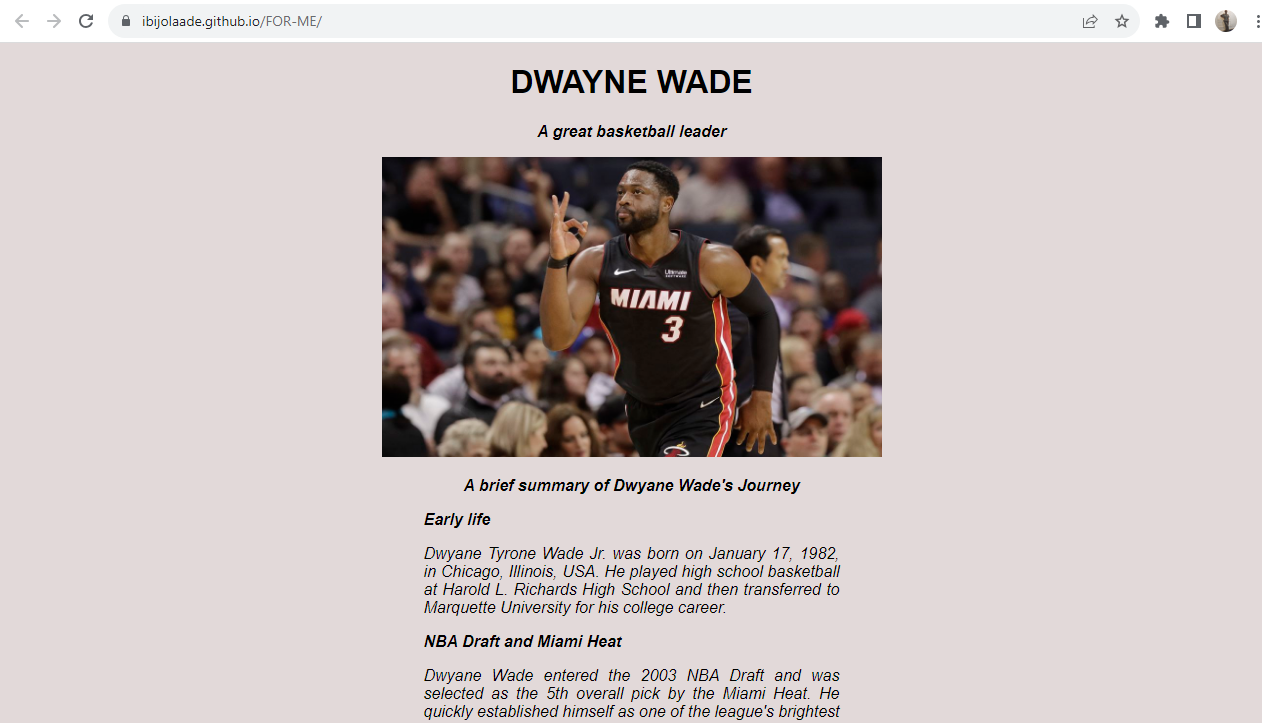 ibijolaade.github.io/FOR-ME/
DWAYNE WADE
A great basketball leader
Ultimate
SOFTWARE
MIAMI
3
A brief summary of Dwyane Wade's Journey
Early life
Dwyane Tyrone Wade Jr. was born on January 17, 1982,
in Chicago, Illinois, USA. He played high school basketball
at Harold L. Richards High School and then transferred to
Marquette University for his college career.
NBA Draft and Miami Heat
Dwyane Wade entered the 2003 NBA Draft and was
selected as the 5th overall pick by the Miami Heat. He
quickly established himself as one of the league's brightest